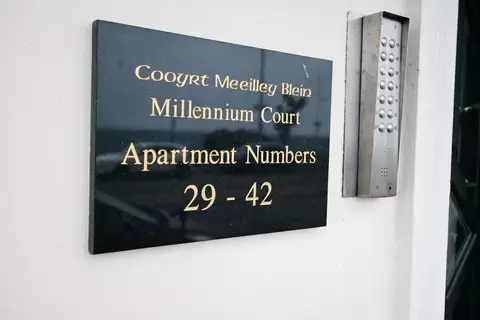 Cooyrt Meeilley Blein
Millennium Court
Apartment Numbers
29 - 42